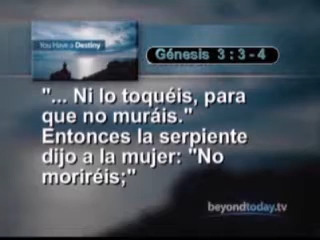 You Have a Destiny
Génesis 3:3-4
"... Ni lo toquéis, para
que no muráis."
Entonces la serpiente
dijo a la mujer: "No
moriréis;"
beyondtoday.tv